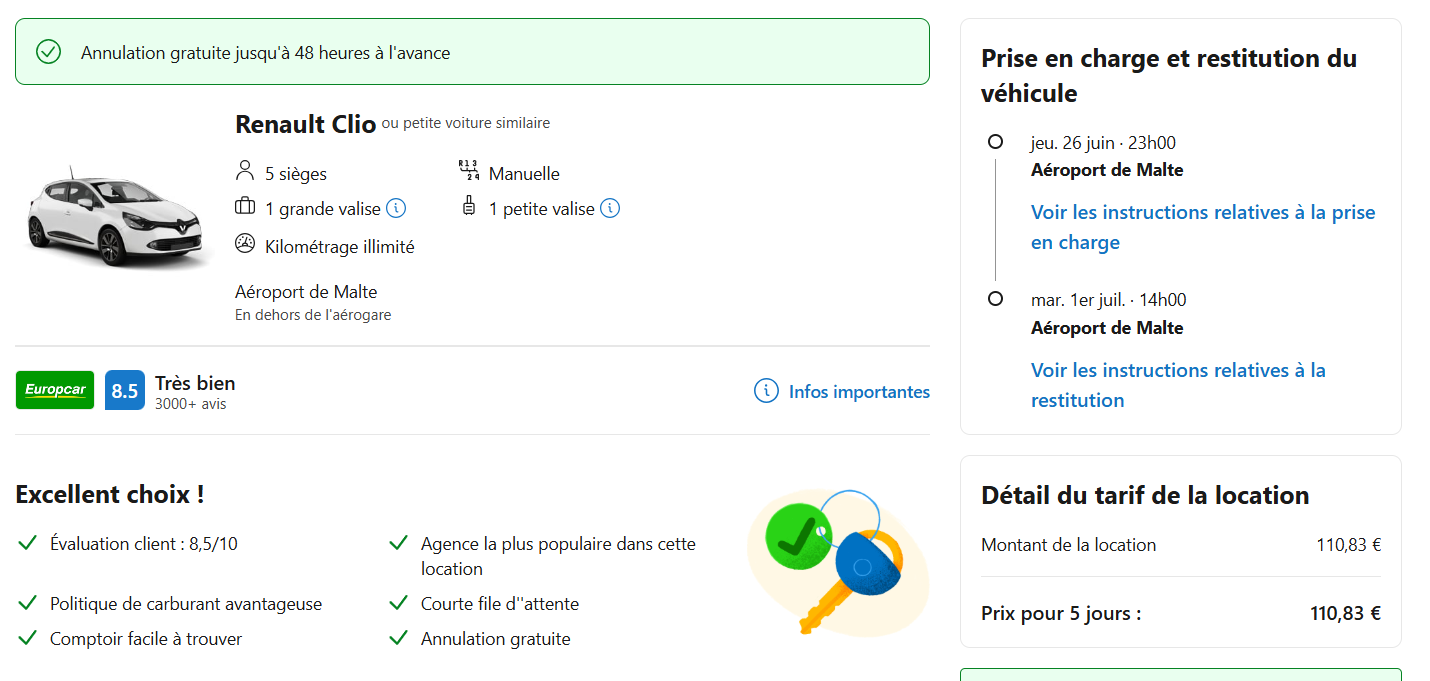 Annulation gratuite jusqu'à 48 heures à l'avance
Renault Clio ou petite voiture similaire
5 sièges
R 1 3
2 4
Manuelle
1 grande valise
1 petite valise
Kilométrage illimité
Aéroport de Malte
En dehors de l'aérogare
Europcar
8.5
Très bien
3000+ avis
Infos importantes
Excellent choix !
Évaluation client : 8,5/10
Agence la plus populaire dans cette
location
Politique de carburant avantageuse
Courte file d''attente
Comptoir facile à trouver
Annulation gratuite
Prise en charge et restitution du
véhicule
jeu. 26 juin · 23h00
Aéroport de Malte
Voir les instructions relatives à la prise
en charge
mar. 1er juil. · 14h00
Aéroport de Malte
Voir les instructions relatives à la
restitution
Détail du tarif de la location
Montant de la location 110,83 €
Prix pour 5 jours : 110,83 €